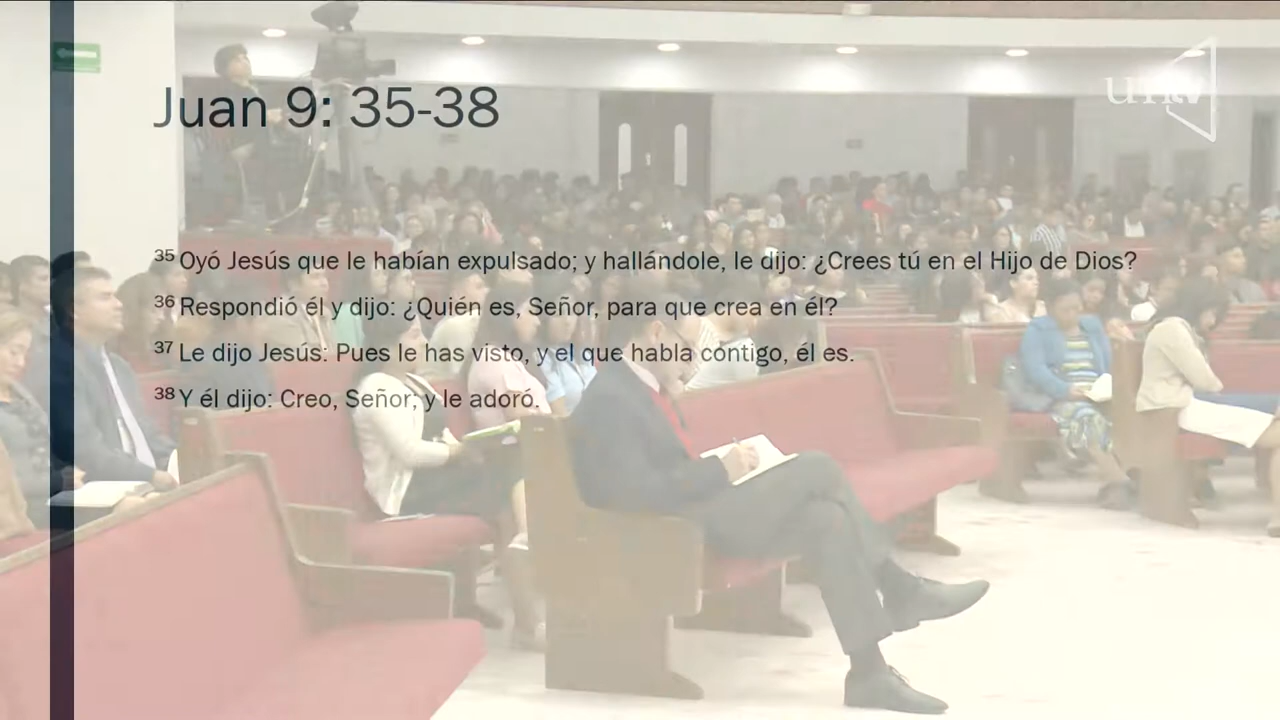 Juan 9: 35-38
untv
35 Oyó Jesús que le habían expulsado; y hallándole, le dijo: ¿Crees tú en el Hijo de Dios?
36 Respondió él y dijo: ¿Quién es, Señor, para que crea en él?
37 Le dijo Jesús: Pues le has visto, y el que habla contigo, él es.
38 Y él dijo: Creo, Señor; y le adoró.